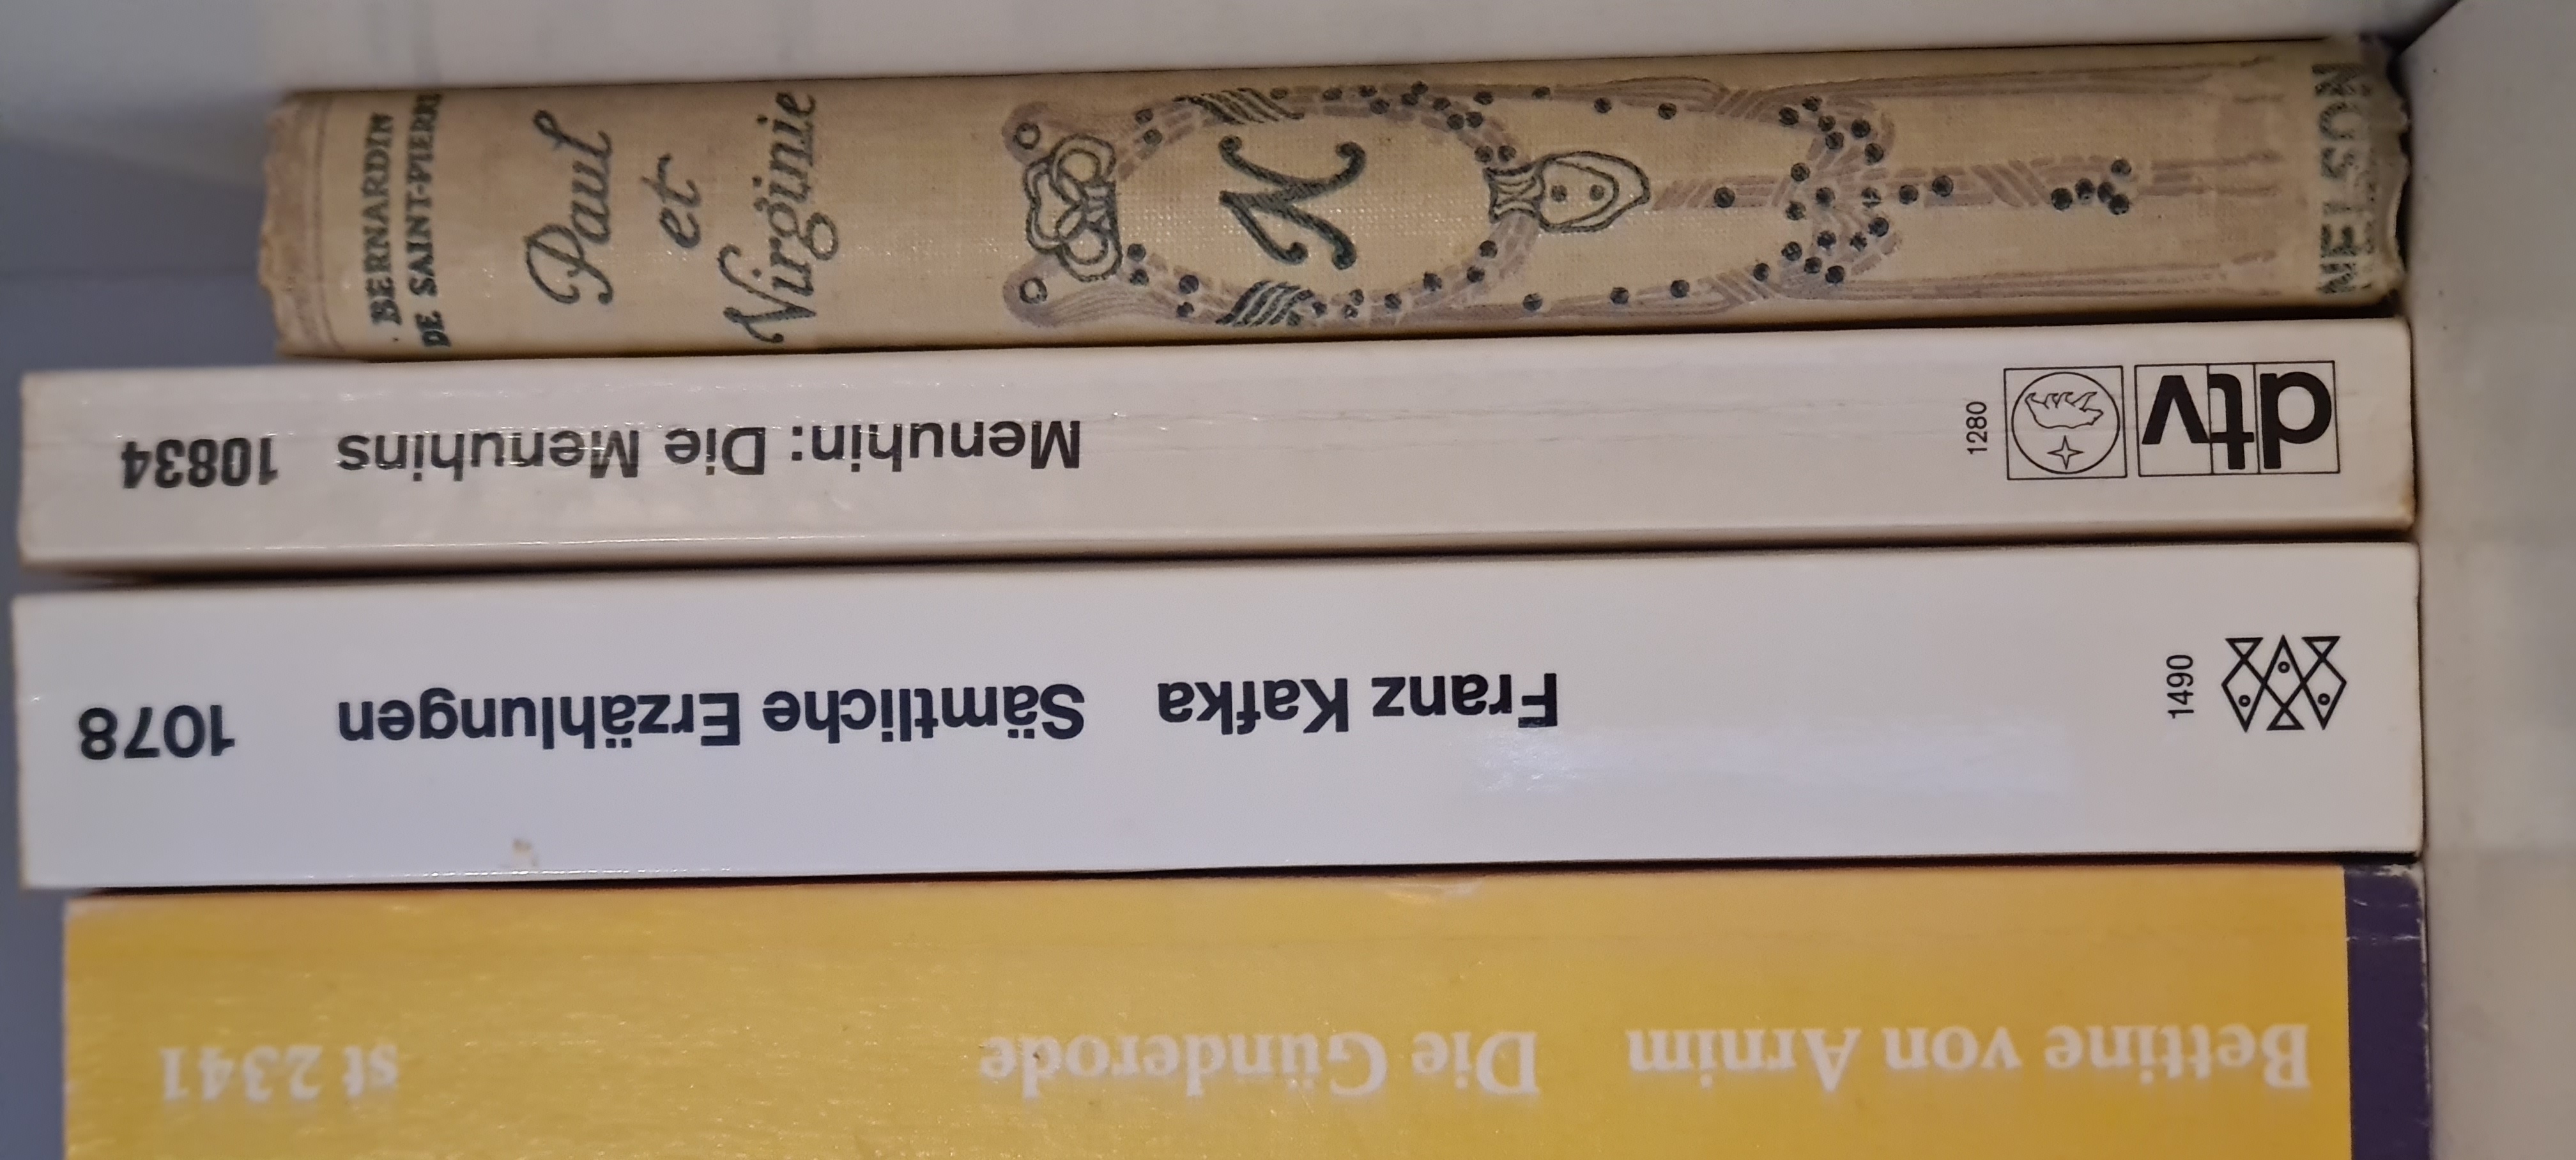 BERNARDIN
DE SAINT-PIERRE
Paul
et
Virginie
N
NELSON
Menuhin: Die Menuhins 10834
1280
dtv
Franz Kafka Sämtliche Erzählungen 1078
1490
Bettine von Arnim Die Günderode st 2341